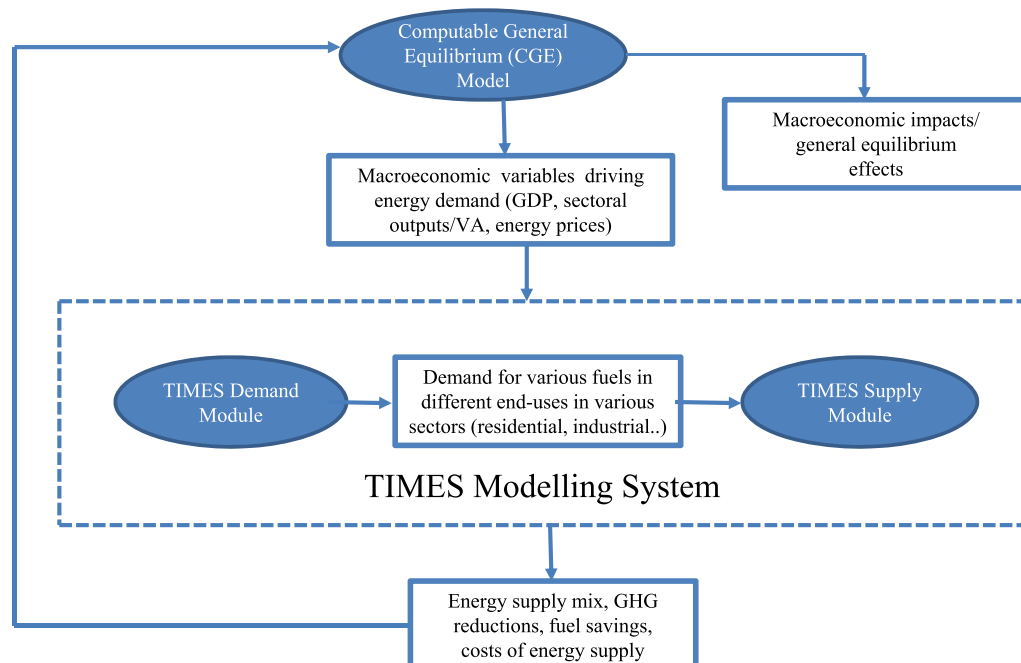 Computable General
Equilibrium (CGE)
Model
Macroeconomic impacts/
general equilibrium
effects
Macroeconomic variables driving
energy demand (GDP, sectoral
outputs/VA, energy prices)
TIMES Demand
Module
Demand for various fuels in
different end-uses in various
sectors (residential, industrial..)
TIMES Supply
Module
TIMES Modelling System
Energy supply mix, GHG
reductions, fuel savings,
costs of energy supply